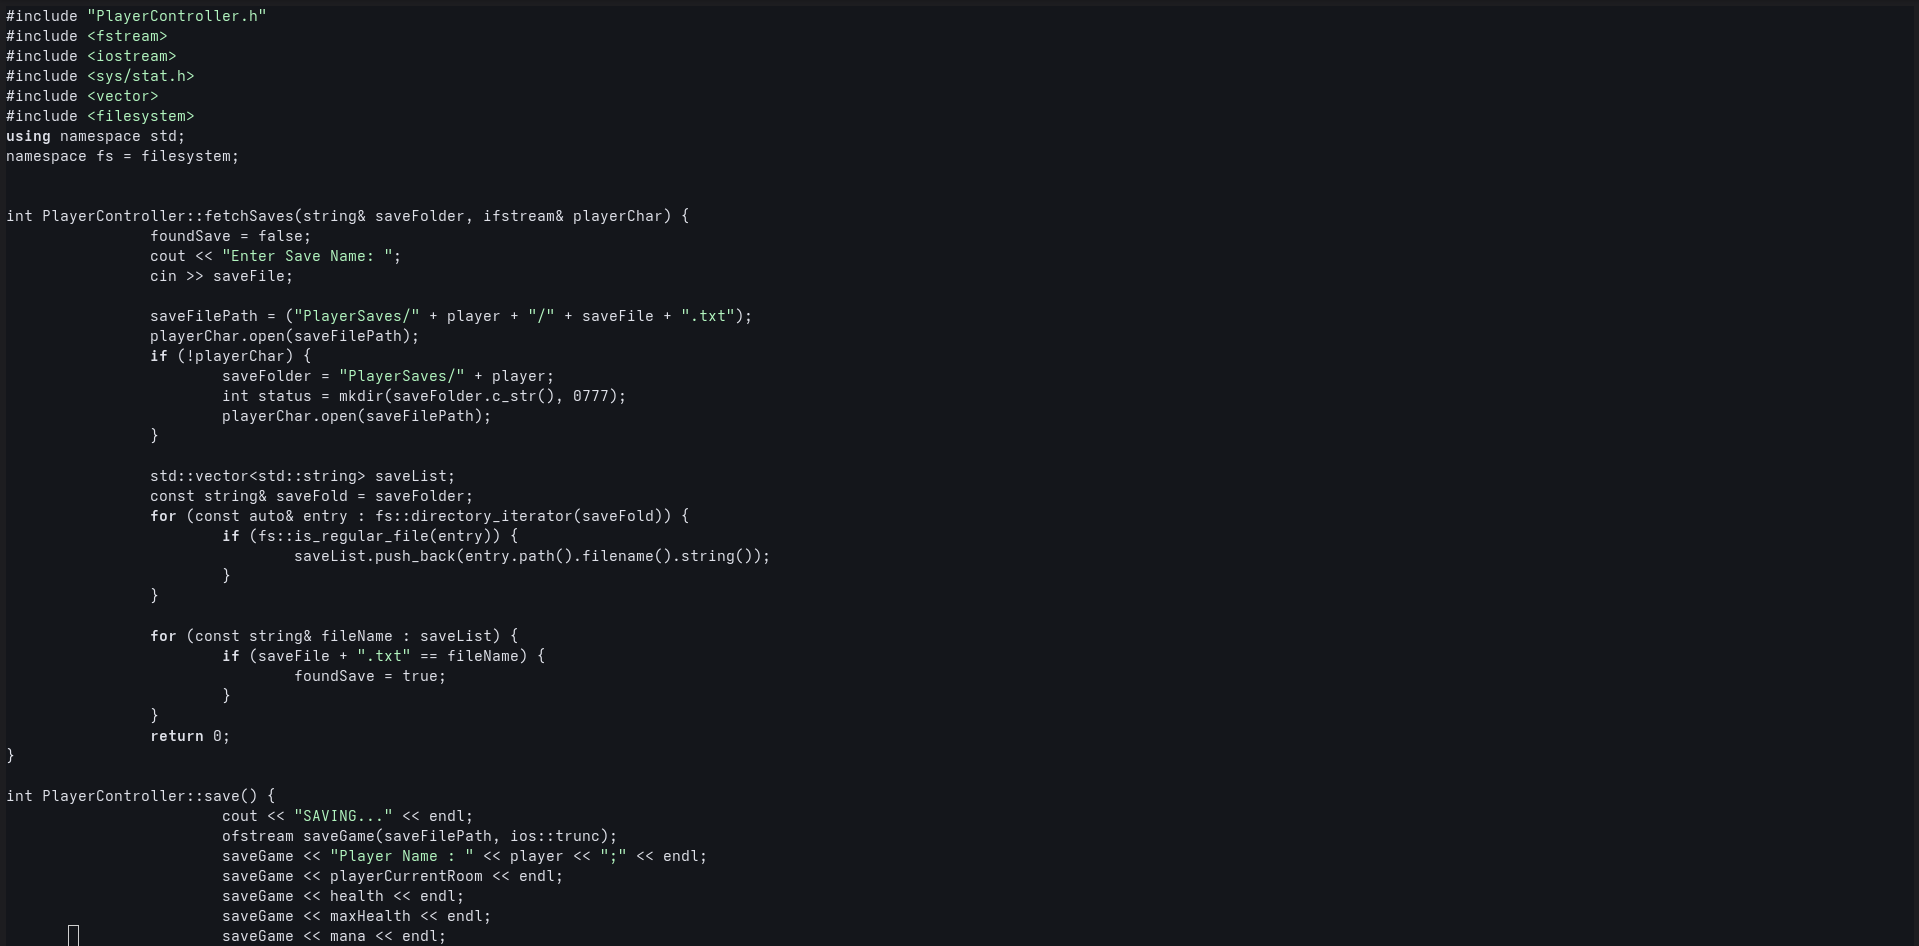 #include "PlayerController.h"
#include <fstream>
#include <iostream>
#include <sys/stat.h>
#include <vector>
#include <filesystem>
using namespace std;
namespace fs = filesystem;
int PlayerController::fetchSaves(string& saveFolder, ifstream& playerChar) {
foundSave = false;
cout << "Enter Save Name: ";
cin >> saveFile;
saveFilePath = ("PlayerSaves/" + player + "/" + saveFile + ".txt");
playerChar.open(saveFilePath);
if (!playerChar) {
saveFolder = "PlayerSaves/" + player;
int status = mkdir(saveFolder.c_str(), 0777);
playerChar.open(saveFilePath);
}
std::vector<std::string> saveList;
const string& saveFold = saveFolder;
for (const auto& entry : fs::directory_iterator(saveFold)) {
if (fs::is_regular_file(entry)) {
saveList.push_back(entry.path().filename().string());
}
}
for (const string& fileName : saveList) {
if (saveFile + ".txt" == fileName) {
foundSave = true;
}
}
return 0;
}
int PlayerController::save() {
cout << "SAVING..." << endl;
ofstream saveGame(saveFilePath, ios::trunc);
saveGame << "Player Name : " << player << ";" << endl;
saveGame << playerCurrentRoom << endl;
saveGame << health << endl;
saveGame << maxHealth << endl;
saveGame << mana << endl;